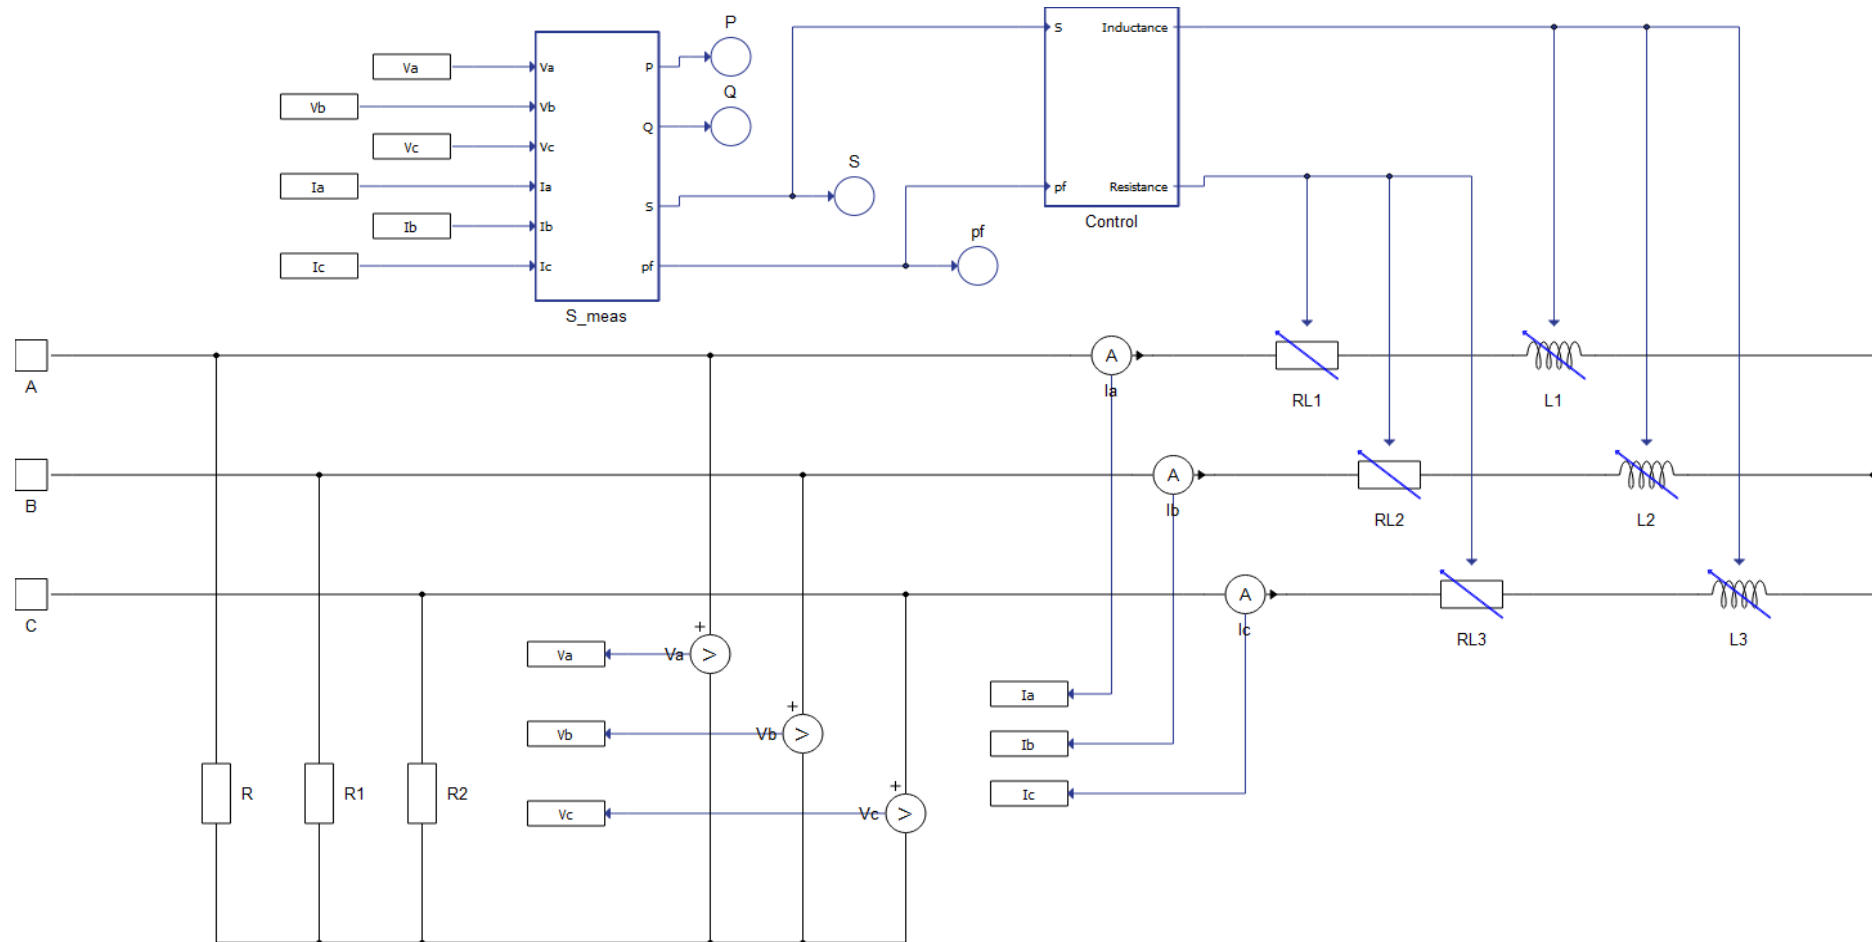 P
Va
Va
P
Vb
Vb
Q
Q
Vc
Vc
Ia
Ia
S
S
Ib
Ib
Ic
Ic
pf
pf
S_meas
S
Inductance
pf
Resistance
Control
A
A
Ia
RL1
L1
B
A
Ib
RL2
L2
C
A
Ic
RL3
L3
Va
Va
+
V
Vb
Vb
+
V
Vc
Vc
+
V
Ia
Ib
Ic
R
R1
R2